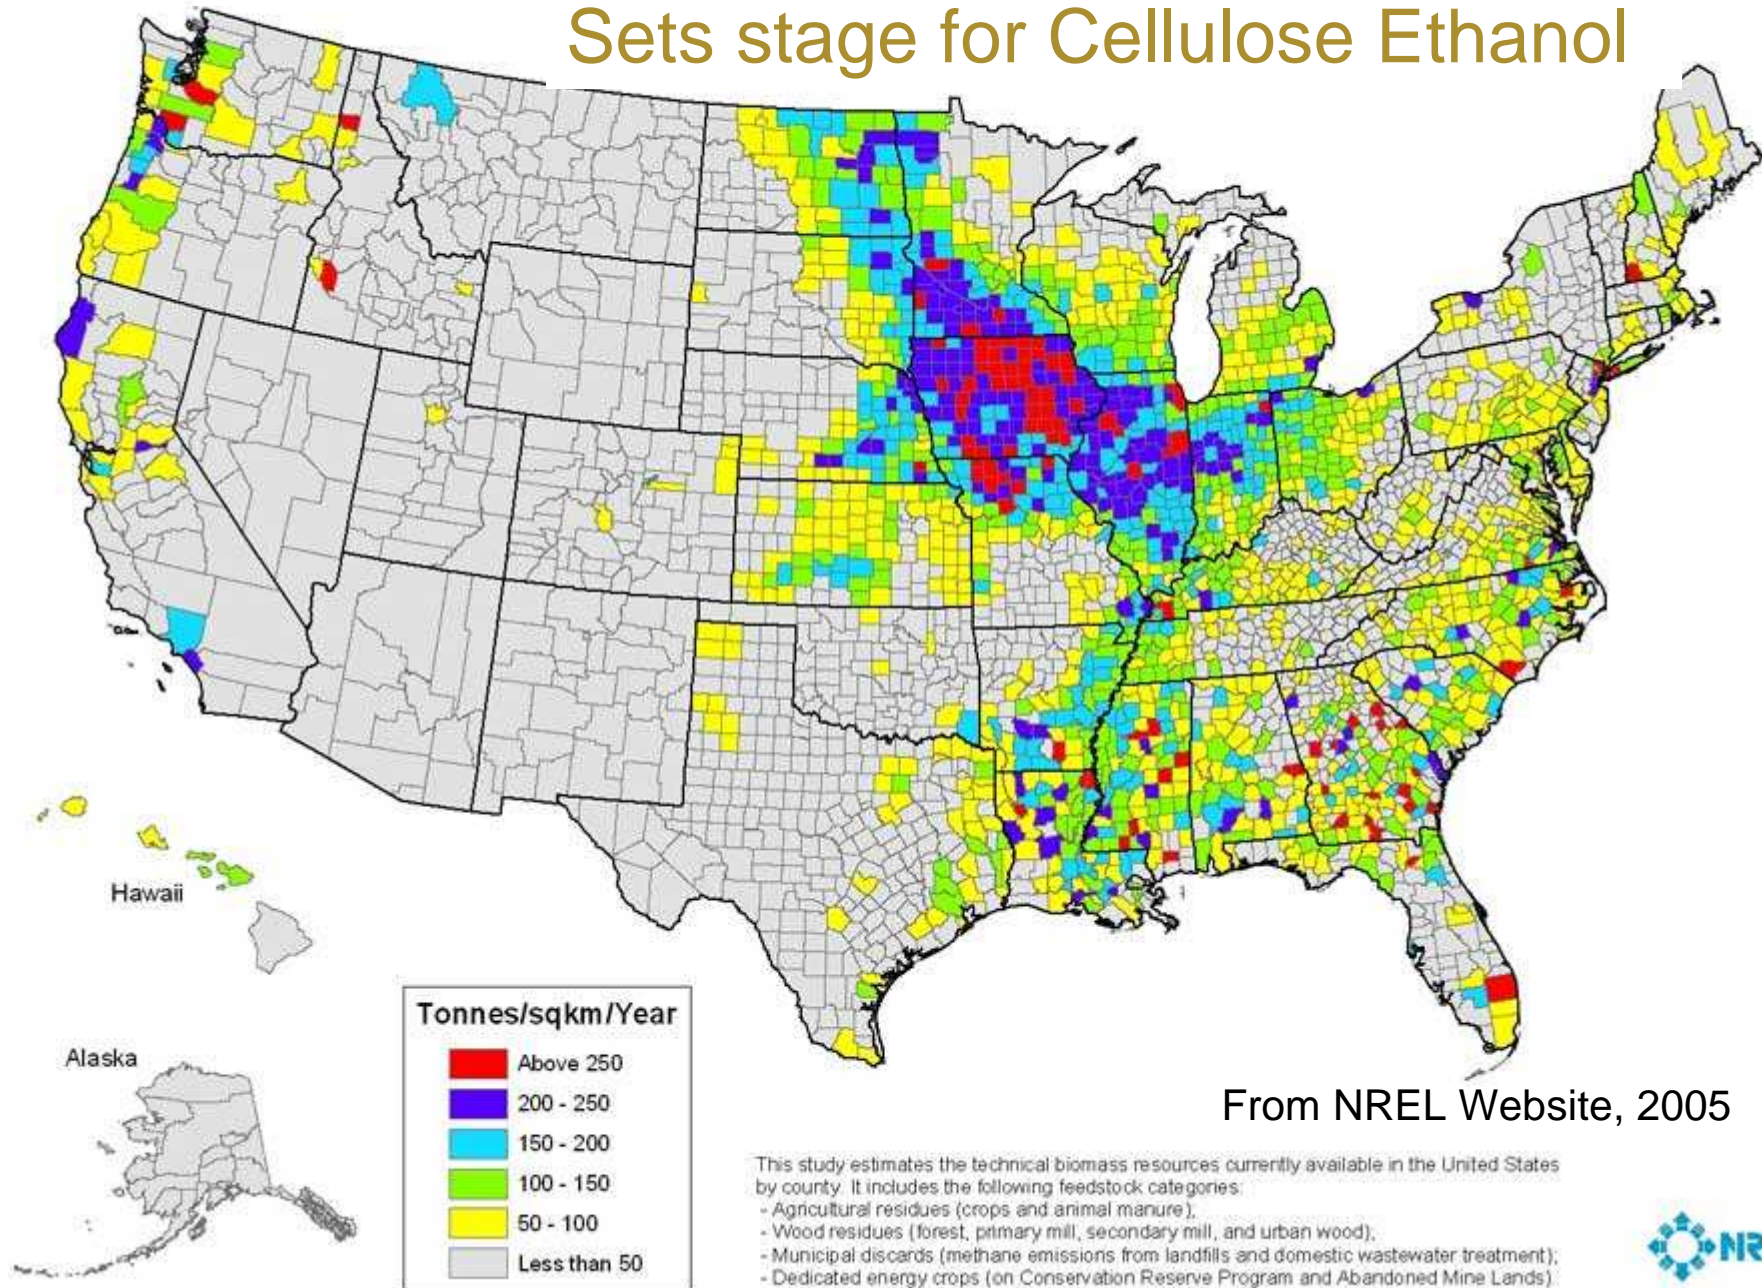 Sets stage for Cellulose Ethanol
Hawaii
Alaska
Tonnes/sqkm/Year
Above 250
200 - 250
150 - 200
100 - 150
50 - 100
Less than 50
From NREL Website, 2005
This study estimates the technical biomass resources currently available in the United States
by county. It includes the following feedstock categories:
- Agricultural residues (crops and animal manure);
- Wood residues (forest, primary mill, secondary mill, and urban wood);
- Municipal discards (methane emissions from landfills and domestic wastewater treatment);
- Dedicated energy crops (on Conservation Reserve Program and Abandoned Mine Lands).
NR